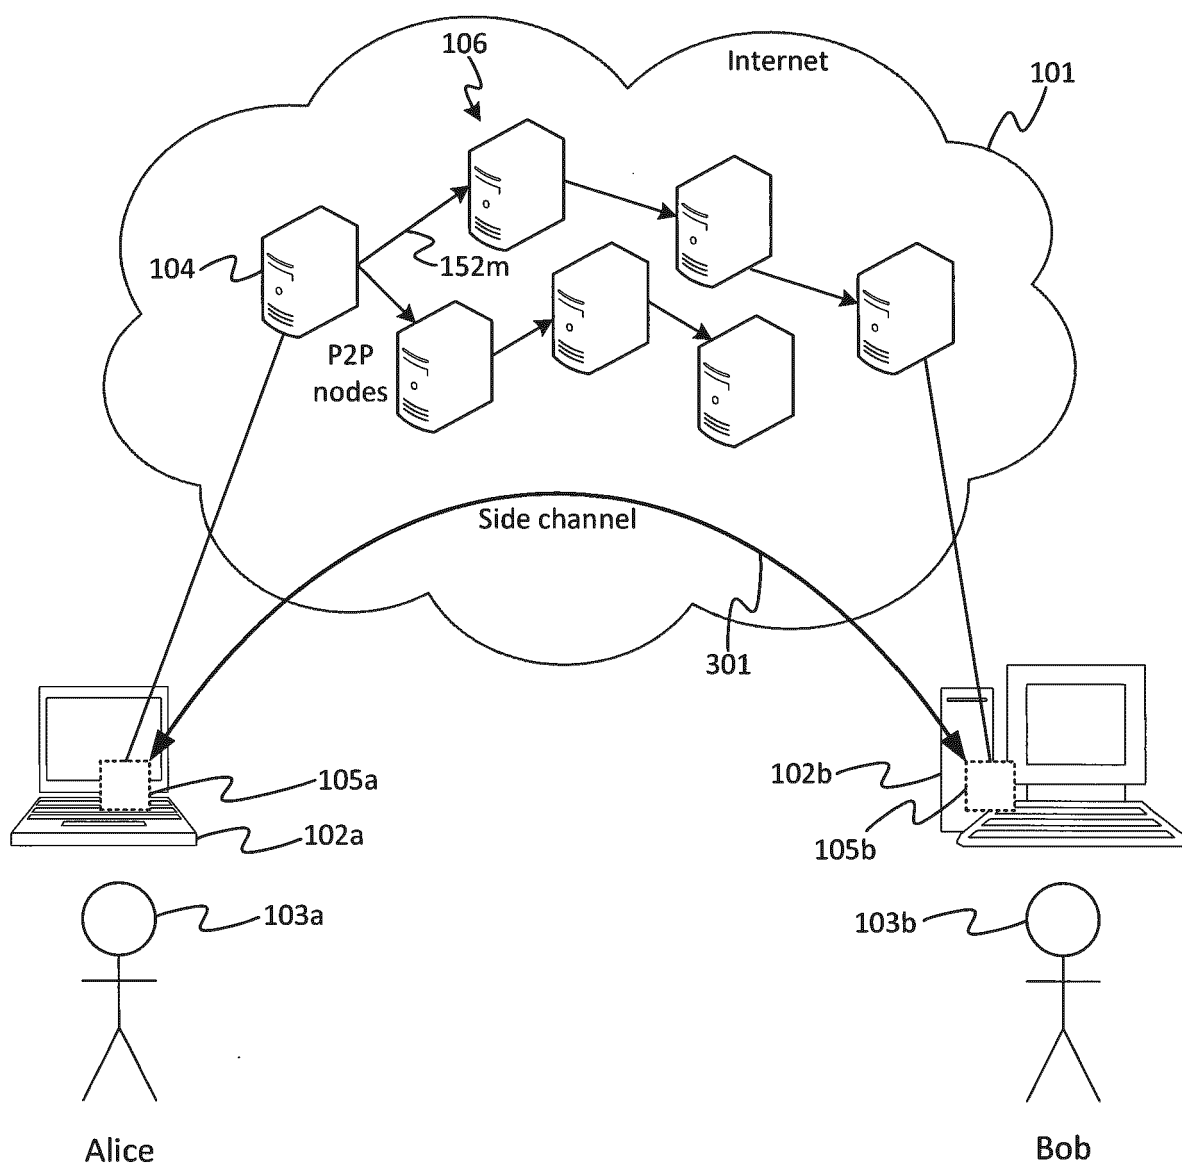 106
Internet
101
104
152m
P2P
nodes
Side channel
301
105a
102b
102a
105b
103a
103b
Alice
Bob